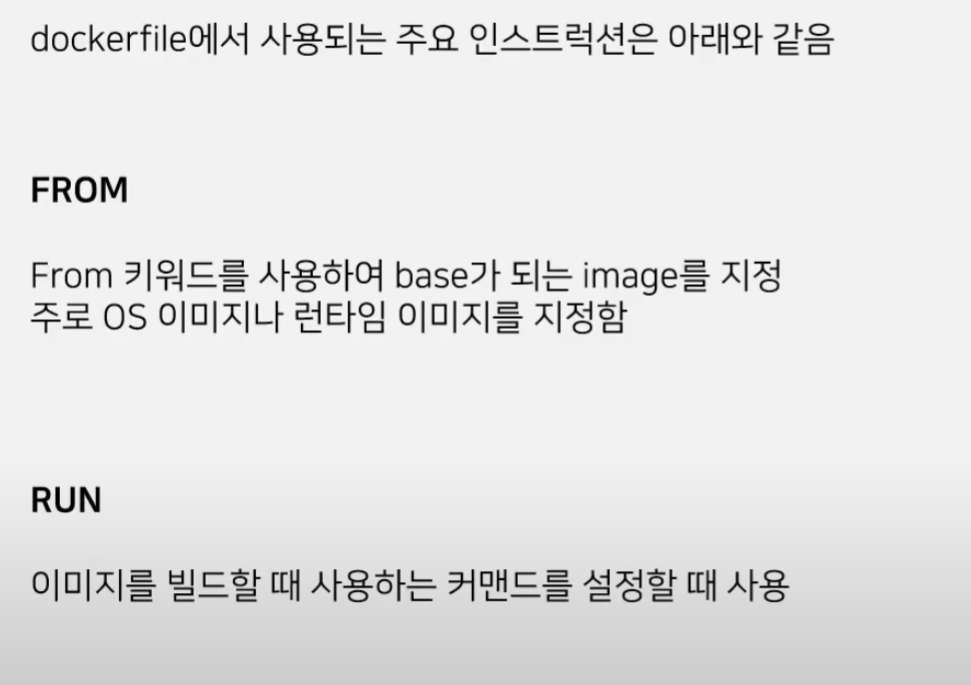 dockerfile에서 사용되는 주요 인스트럭션은 아래와 같음
FROM
From 키워드를 사용하여 base가 되는 image를 지정
주로 OS 이미지나 런타임 이미지를 지정함
RUN
이미지를 빌드할 때 사용하는 커맨드를 설정할 때 사용